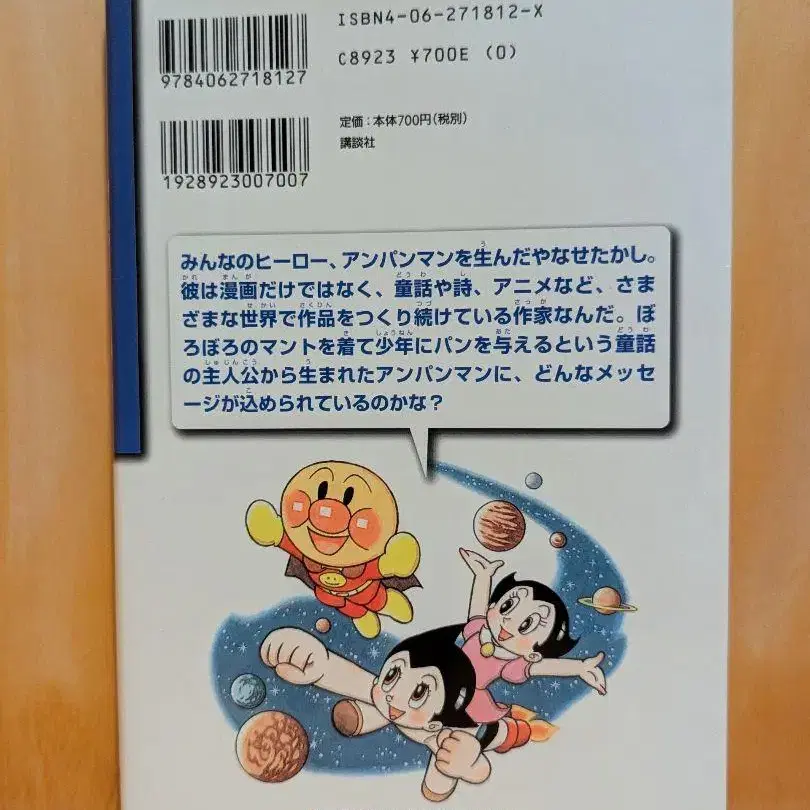 ISBN4-06-271812-X
C8923 ¥700E (0)
9784062718127
定価：本体700円(税別)
講談社
1928923007007
みんなのヒーロー、アンパンマンを生んだやなせたかし。
彼は漫画だけではなく、童話や詩、アニメなど、さま
ざまな世界で作品をつくり続けている作家なんだ。ぼ
ろぼろのマントを着て少年にパンを与えるという童話
の主人公から生まれたアンパンマンに、どんなメッセ
ージが込められているのかな？